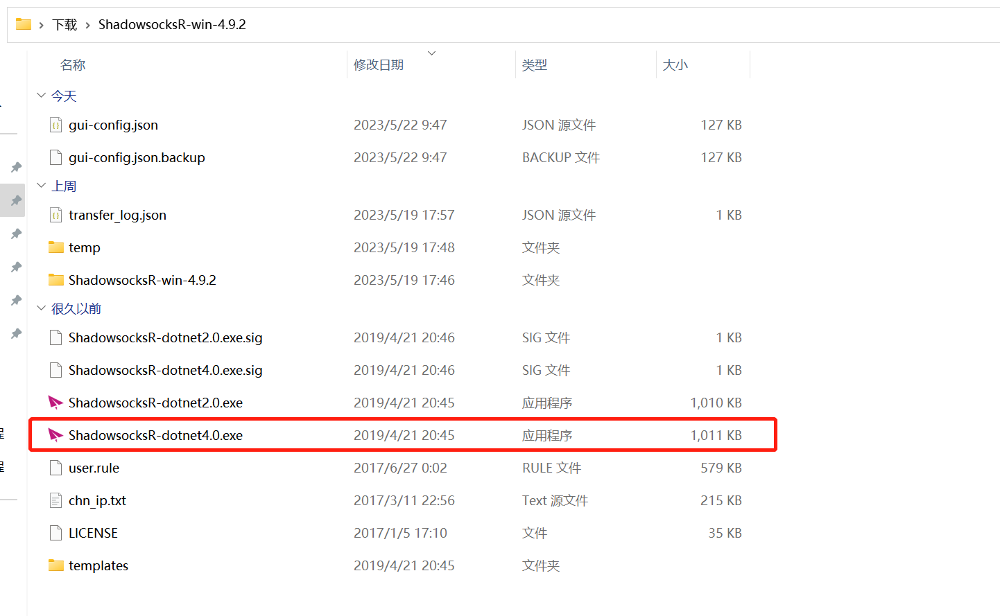 下载 ShadowsocksR-win-4.9.2
名称 修改日期 类型 大小
今天
gui-config.json 2023/5/22 9:47 JSON 源文件 127 KB
gui-config.json.backup 2023/5/22 9:47 BACKUP 文件 127 KB
上周
transfer_log.json 2023/5/19 17:57 JSON 源文件 1 KB
temp 2023/5/19 17:48 文件夹
ShadowsocksR-win-4.9.2 2023/5/19 17:46 文件夹
很久以前
ShadowsocksR-dotnet2.0.exe.sig 2019/4/21 20:46 SIG 文件 1 KB
ShadowsocksR-dotnet4.0.exe.sig 2019/4/21 20:46 SIG 文件 1 KB
ShadowsocksR-dotnet2.0.exe 2019/4/21 20:45 应用程序 1,010 KB
ShadowsocksR-dotnet4.0.exe 2019/4/21 20:45 应用程序 1,011 KB
user.rule 2017/6/27 0:02 RULE 文件 579 KB
chn_ip.txt 2017/3/11 22:56 Text 源文件 215 KB
LICENSE 2017/1/5 17:10 文件 35 KB
templates 2019/4/21 20:45 文件夹